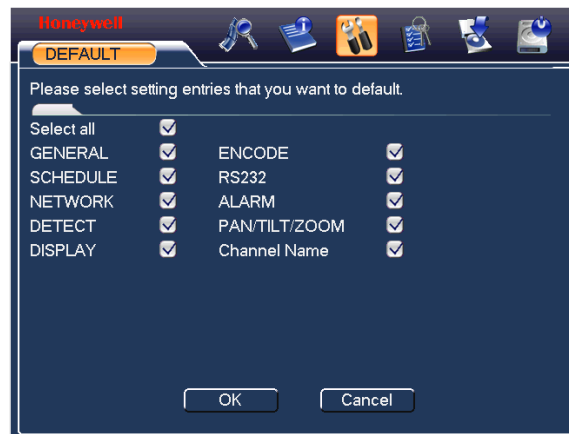 Honeywell
DEFAULT
Please select setting entries that you want to default.
Select all
GENERAL ENCODE
SCHEDULE RS232
NETWORK ALARM
DETECT PAN/TILT/ZOOM
DISPLAY Channel Name
OK Cancel